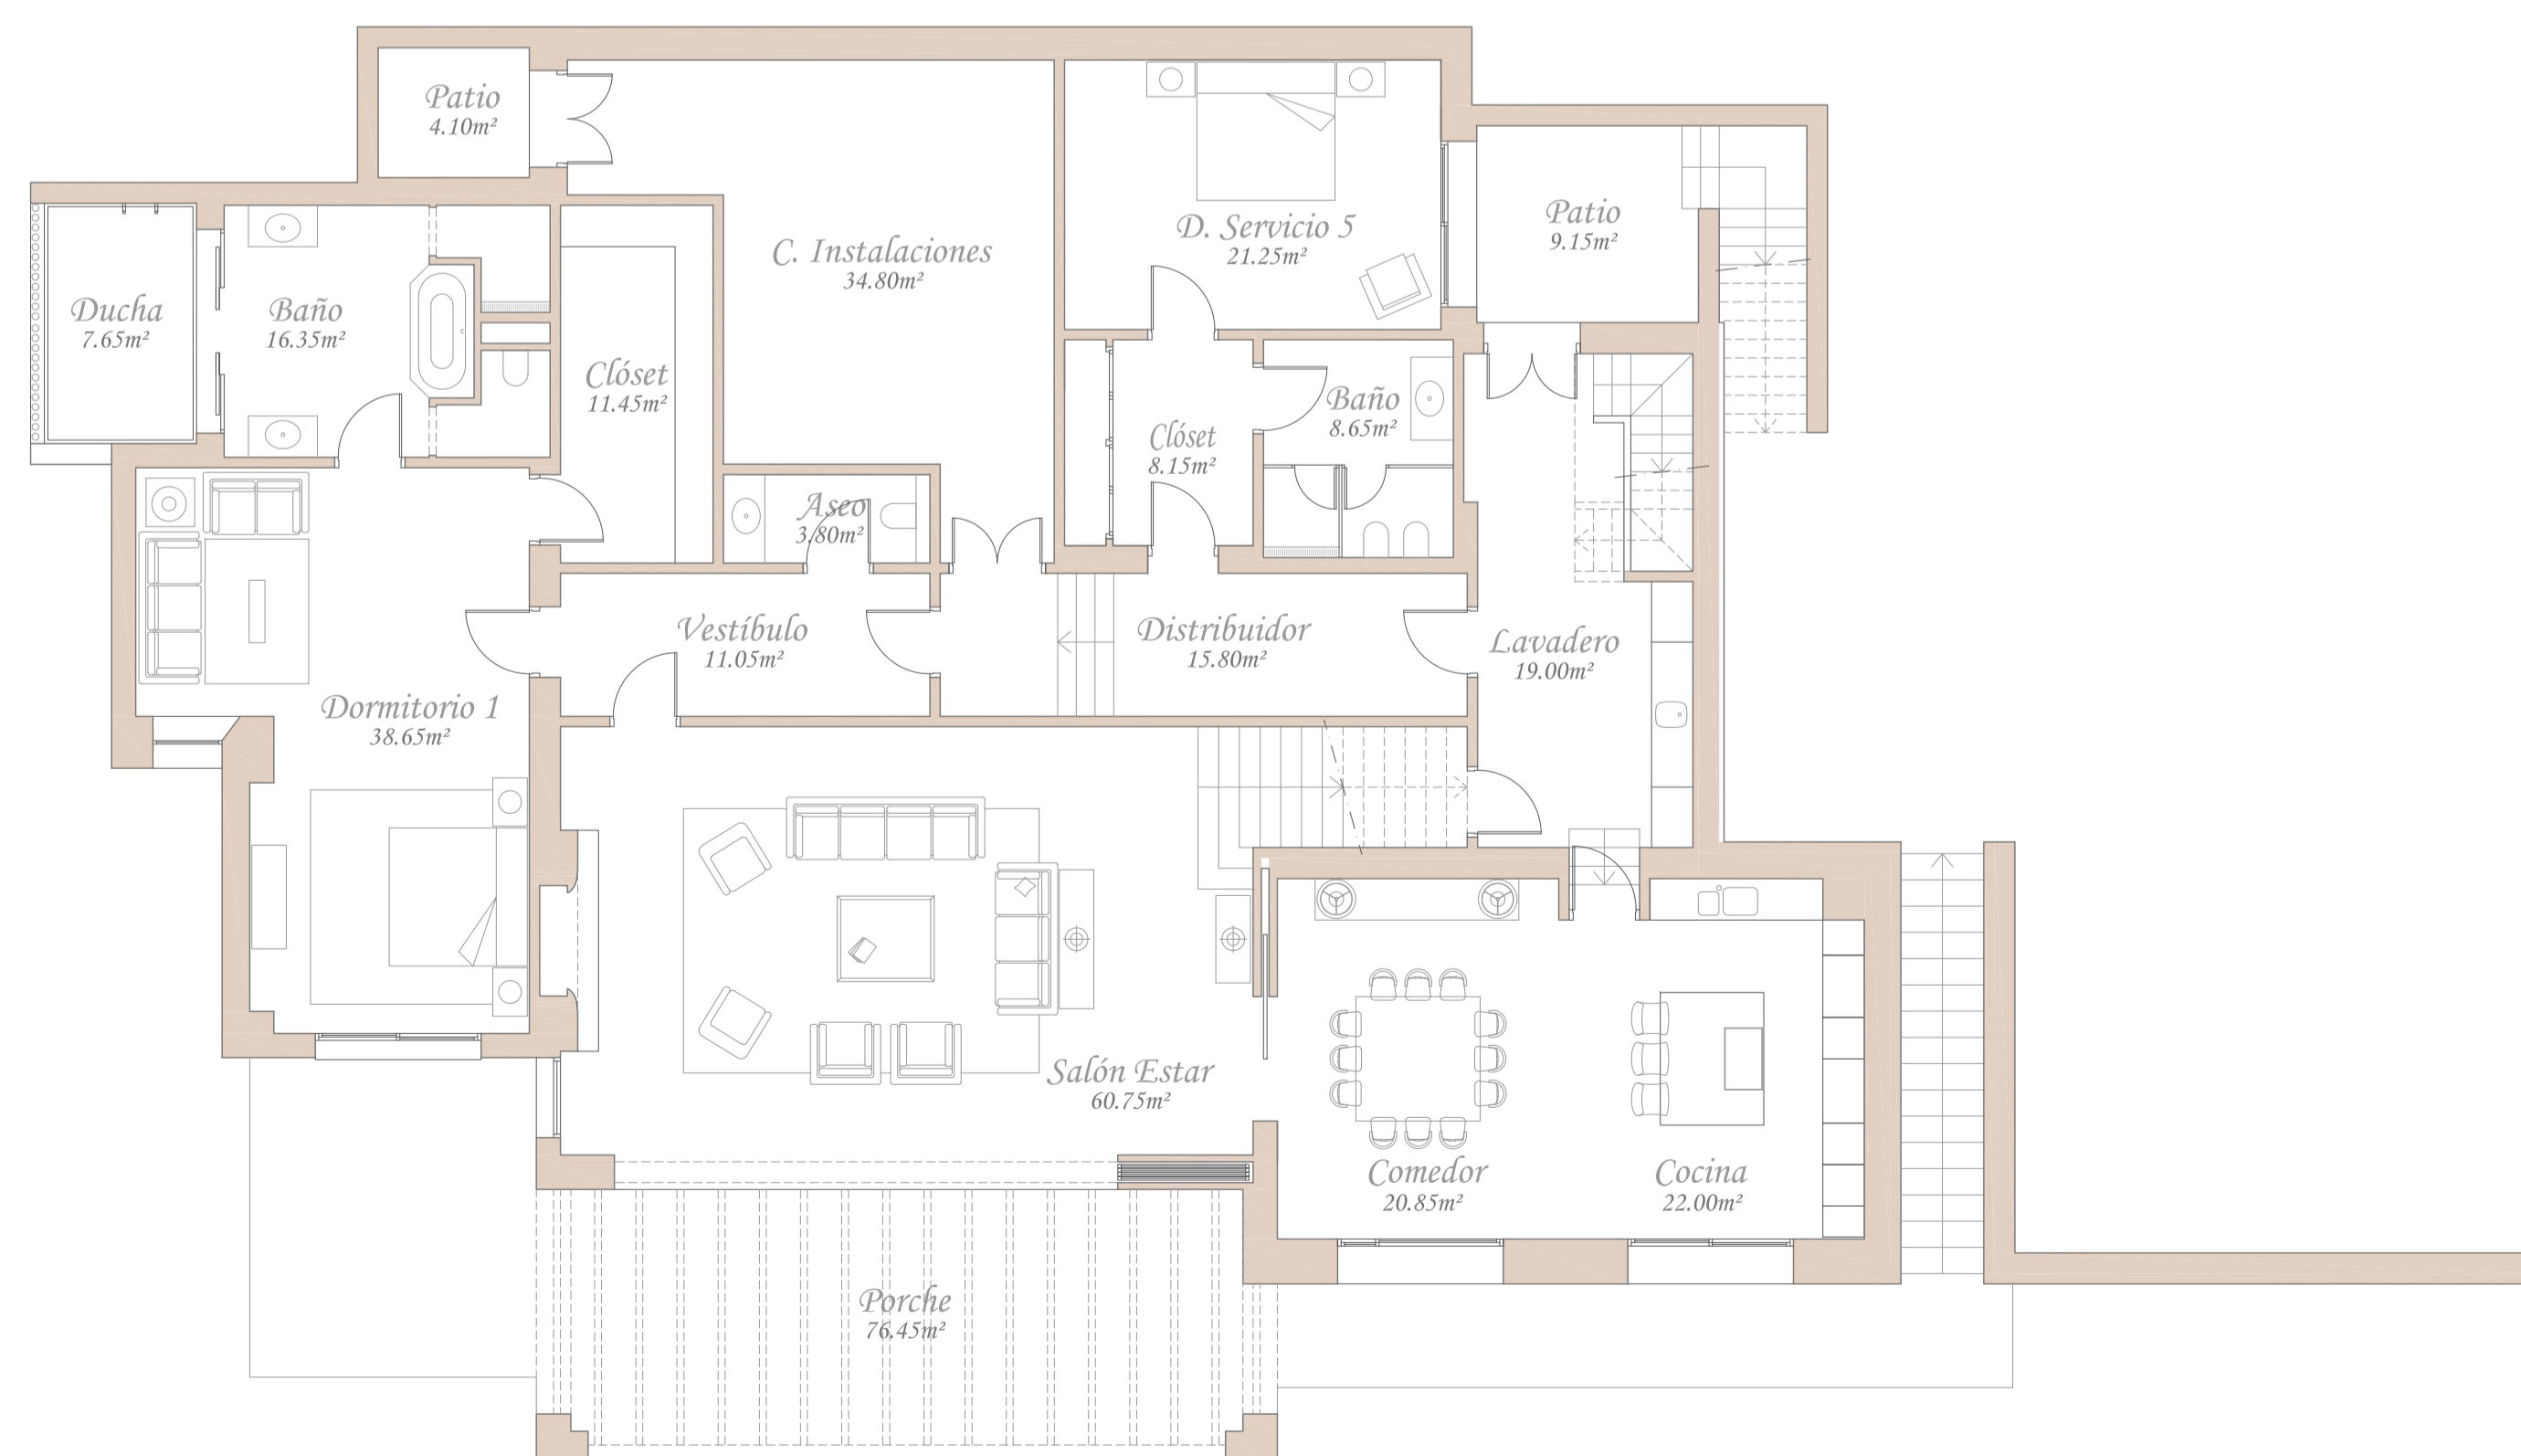 Patio
4.10m²
D. Servicio 5
21.25m²
Patio
9.15m²
C. Instalaciones
34.80m²
Ducha
7.65m²
Baño
16.35m²
Clóset
11.45m²
Baño
8.65m²
Clóset
8.15m²
Aseo
3.80m²
Vestíbulo
11.05m²
Distribuidor
15.80m²
Lavadero
19.00m²
Dormitorio 1
38.65m²
Salón Estar
60.75m²
Comedor
20.85m²
Cocina
22.00m²
Porche
76.45m²